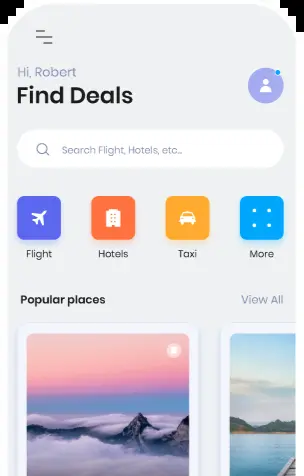 Hi, Robert
Find Deals
Search Flight, Hotels, etc...
Flight
Hotels
Taxi
More
Popular places
View All